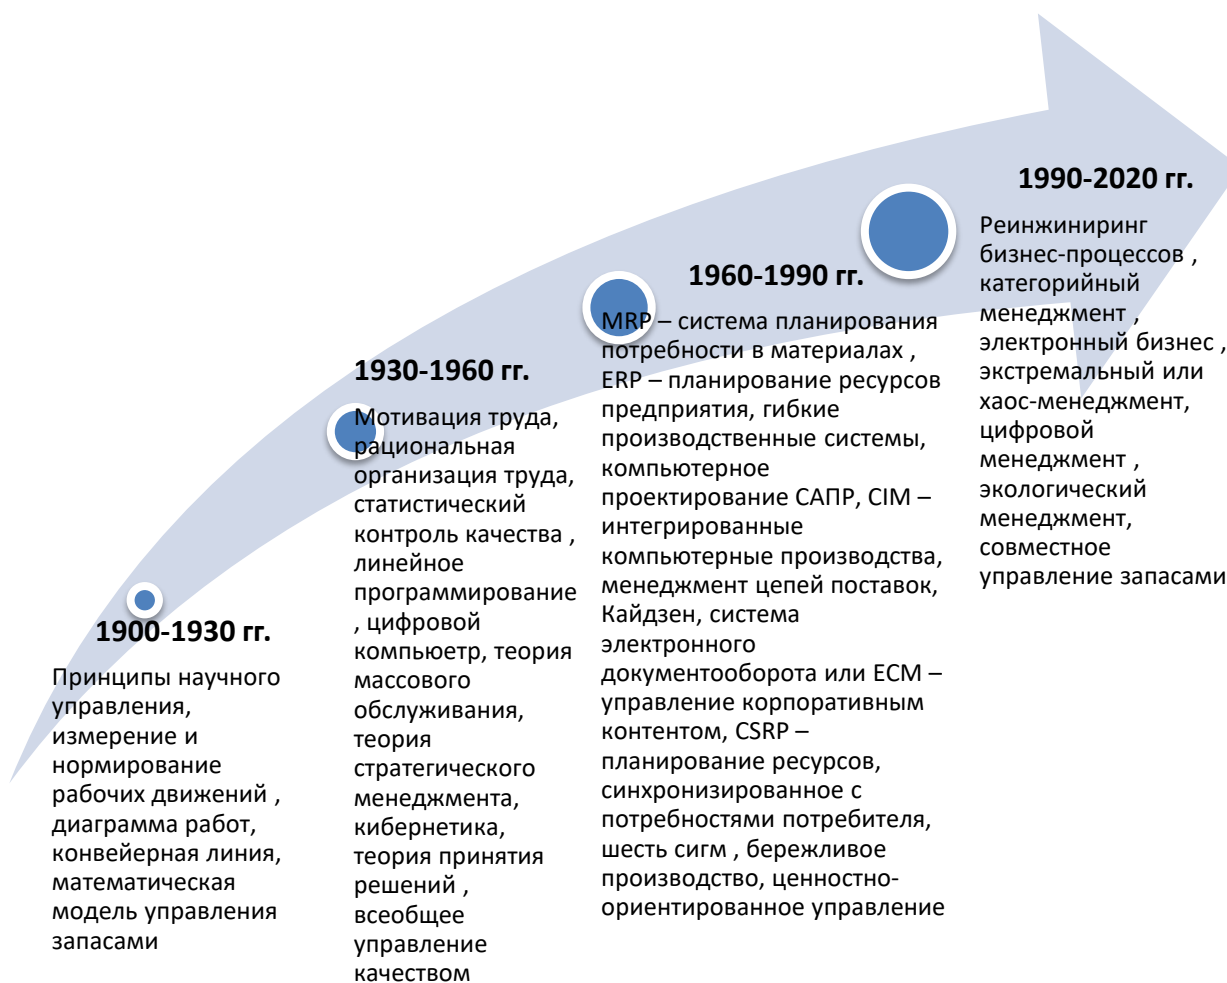 1900-1930 гг.
Принципы научного
управления,
измерение и
нормирование
рабочих движений ,
диаграмма работ,
конвейерная линия,
математическая
модель управления
запасами
1930-1960 гг.
Мотивация труда,
рациональная
организация труда,
статистический
контроль качества ,
линейное
программирование
, цифровой
компьюетр, теория
массового
обслуживания,
теория
стратегического
менеджмента,
кибернетика,
теория принятия
решений ,
всеобщее
управление
качеством
1960-1990 гг.
MRP – система планирования
потребности в материалах ,
ERP – планирование ресурсов
предприятия, гибкие
производственные системы,
компьютерное
проектирование САПР, CIM –
интегрированные
компьютерные производства,
менеджмент цепей поставок,
Кайдзен, система
электронного
документооборота или ECM –
управление корпоративным
контентом, CSRP –
планирование ресурсов,
синхронизированное с
потребностями потребителя,
шесть сигм , бережливое
производство, ценностно-
ориентированное управление
1990-2020 гг.
Реинжиниринг
бизнес-процессов ,
категорийный
менеджмент ,
электронный бизнес ,
экстремальный или
хаос-менеджмент,
цифровой
менеджмент ,
экологический
менеджмент,
совместное
управление запасами